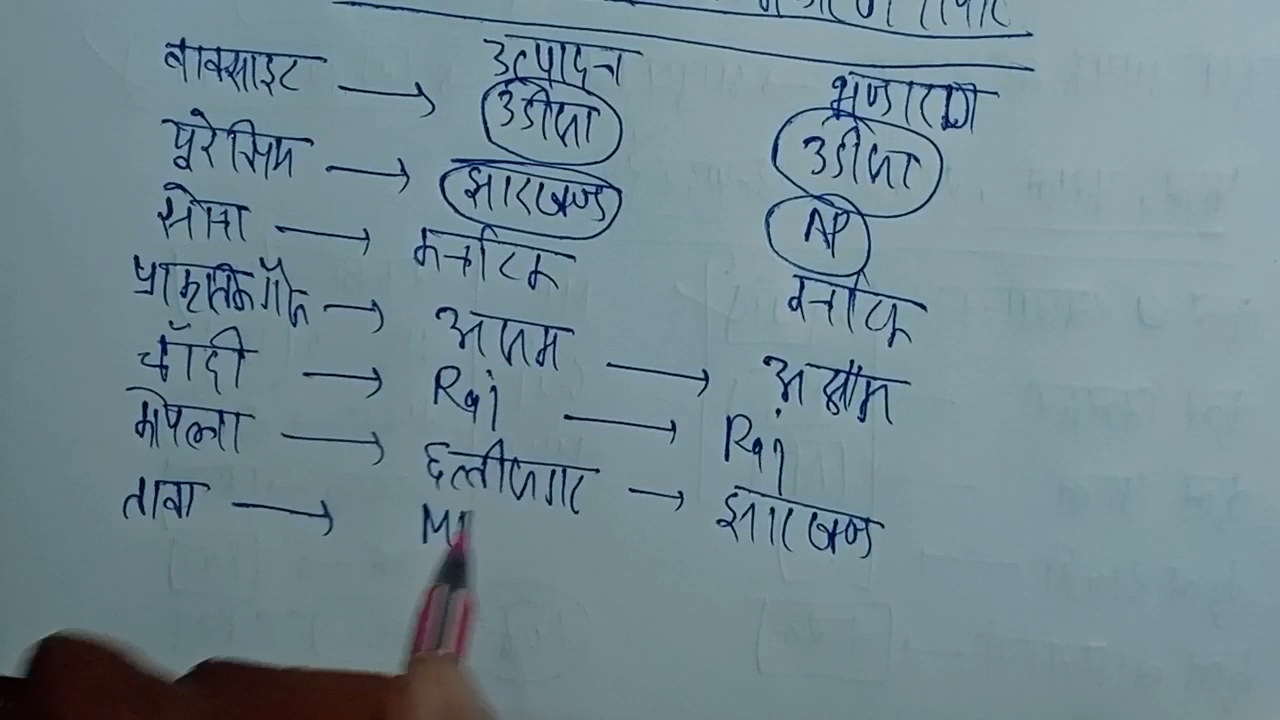 उत्पादन भण्डारण
बाक्साइट → उडीसा उडीसा
यूरेनियम → झारखण्ड AP
सोना → कर्नाटक कर्नाटक
प्राकृतिक गैस → असम → असम
चाँदी → Raj → Raj
कोयला → छत्तीसगढ → झारखण्ड
तांबा → M